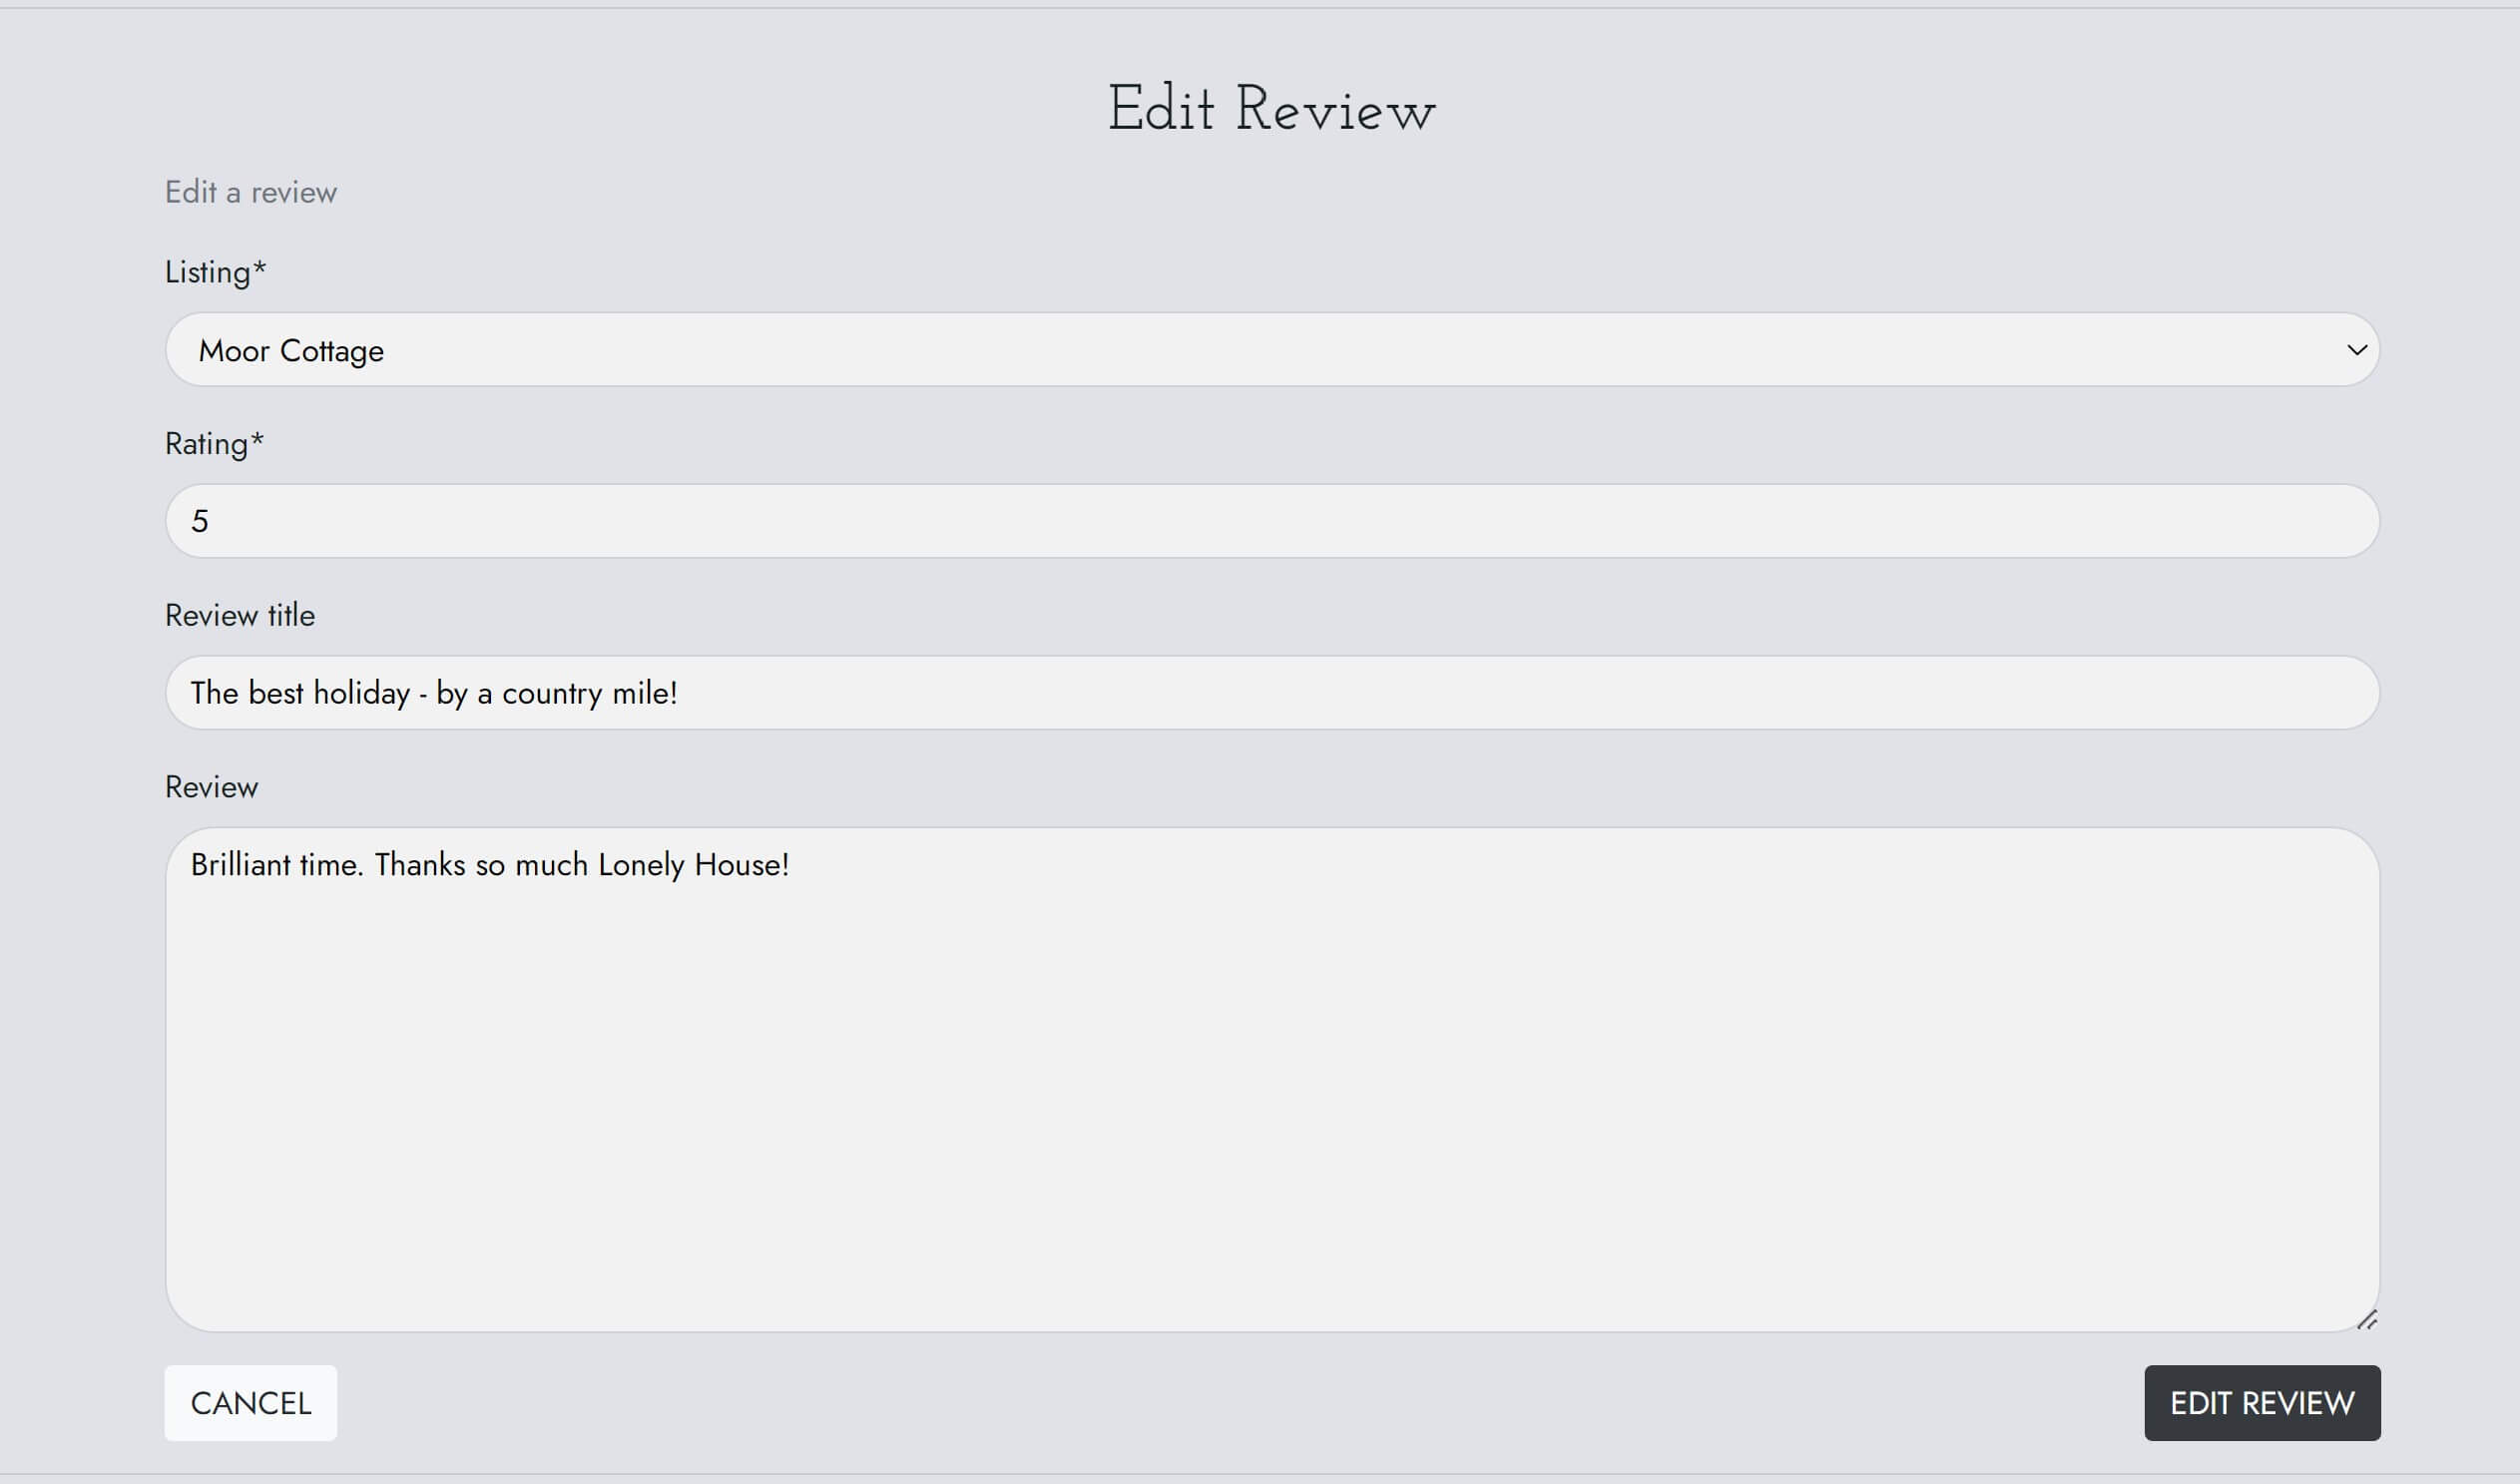 Edit Review
Edit a review
Listing*
Moor Cottage
Rating*
5
Review title
The best holiday - by a country mile!
Review
Brilliant time. Thanks so much Lonely House!
CANCEL
EDIT REVIEW